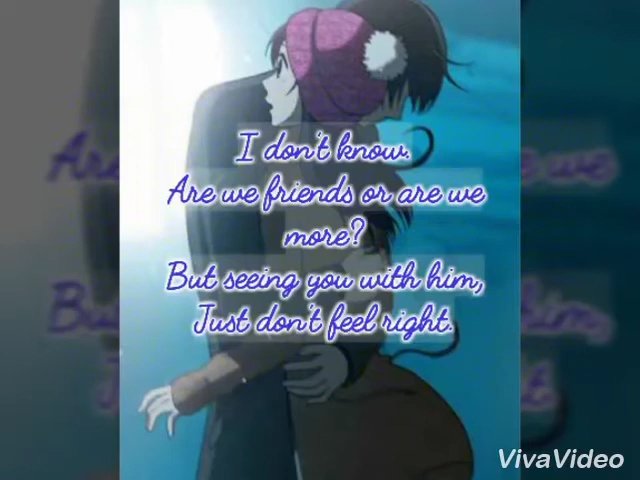 I don't know.
Are we friends or are we
more?
But seeing you with him,
Just don't feel right.
VivaVideo